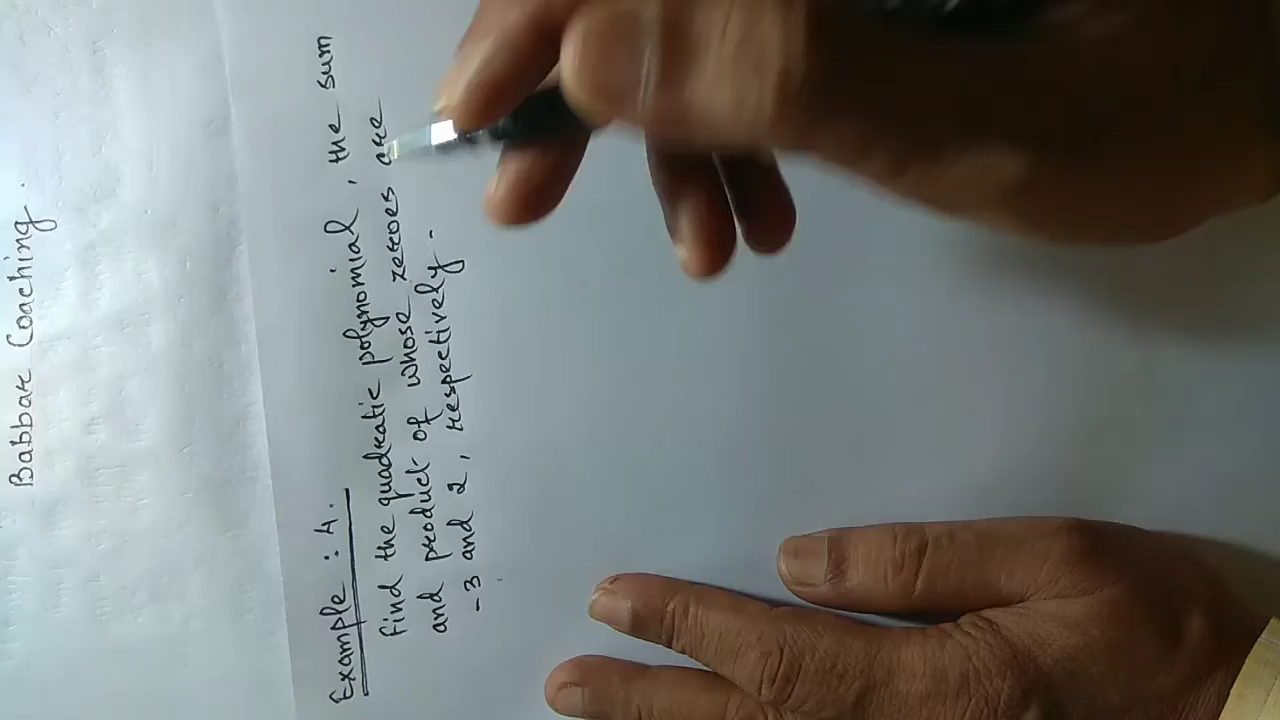 Babbar Coaching.
Example : 4.
Find the quadratic polynomial, the sum
and product of whose zeroes are
-3 and 2, respectively.